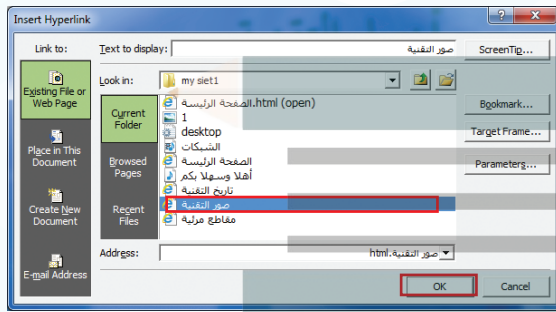 Insert Hyperlink
Link to:
Text to display: صور التقنية
ScreenTip...
Existing File or Web Page
Look in: my siet1
Current Folder
الصفحة الرئيسة.html (open)
1
desktop
الشبكات
الصفحة الرئيسة
أهلا وسهلا بكم
تاريخ التقنية
صور التقنية
مقاطع مرئية
Bookmark...
Target Frame...
Place in This Document
Browsed Pages
Parameters...
Create New Document
Recent Files
Address: صور التقنية.html
E-mail Address
OK
Cancel